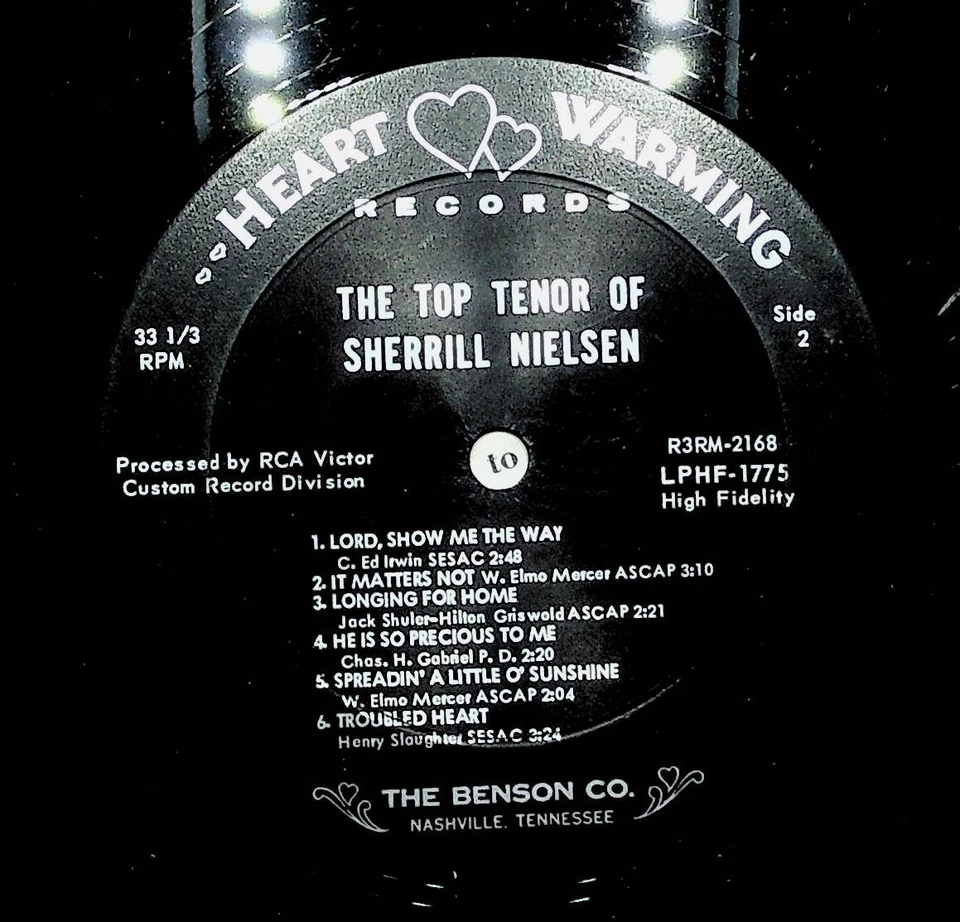 HEART WARMING
RECORDS
THE TOP TENOR OF
SHERRILL NIELSEN
33 1/3
RPM
Side
2
Processed by RCA Victor
Custom Record Division
to
R3RM-2168
LPHF-1775
High Fidelity
1. LORD, SHOW ME THE WAY
C. Ed Irwin SESAC 2:48
2. IT MATTERS NOT W. Elmo Mercer ASCAP 3:10
3. LONGING FOR HOME
Jack Shuler-Hilton Griswold ASCAP 2:21
4. HE IS SO PRECIOUS TO ME
Chas. H. Gabriel P. D. 2:20
5. SPREADIN' A LITTLE O' SUNSHINE
W. Elmo Mercer ASCAP 2:04
6. TROUBLED HEART
Henry Slaughter SESAC 3:24
THE BENSON CO.
NASHVILLE, TENNESSEE